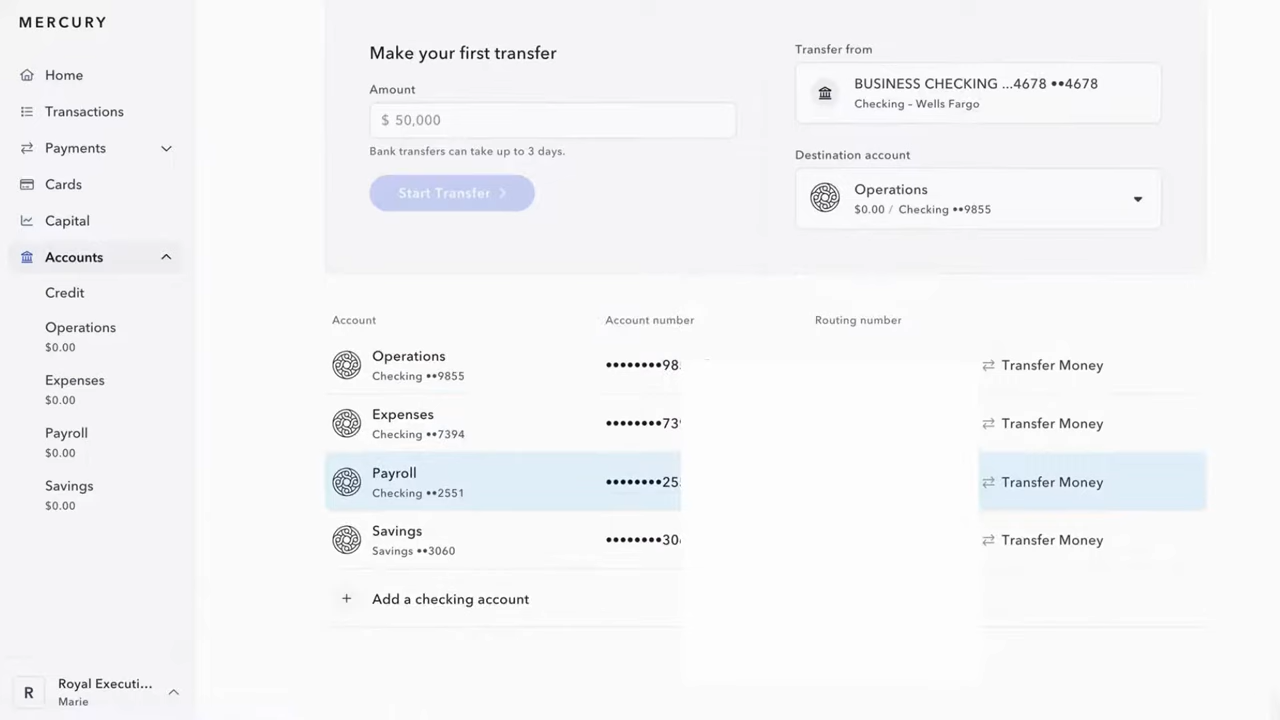 MERCURY
Home
Transactions
Payments
Cards
Capital
Accounts
Credit
Operations
$0.00
Expenses
$0.00
Payroll
$0.00
Savings
$0.00
R
Royal Executi...
Marie
Make your first transfer
Amount
$ 50,000
Bank transfers can take up to 3 days.
Start Transfer
Transfer from
BUSINESS CHECKING ...4678 ••4678
Checking – Wells Fargo
Destination account
Operations
$0.00 / Checking ••9855
Account Account number Routing number
Operations
Checking ••9855
••••••••98
Transfer Money
Expenses
Checking ••7394
••••••••73
Transfer Money
Payroll
Checking ••2551
••••••••25
Transfer Money
Savings
Savings ••3060
••••••••30
Transfer Money
+ Add a checking account